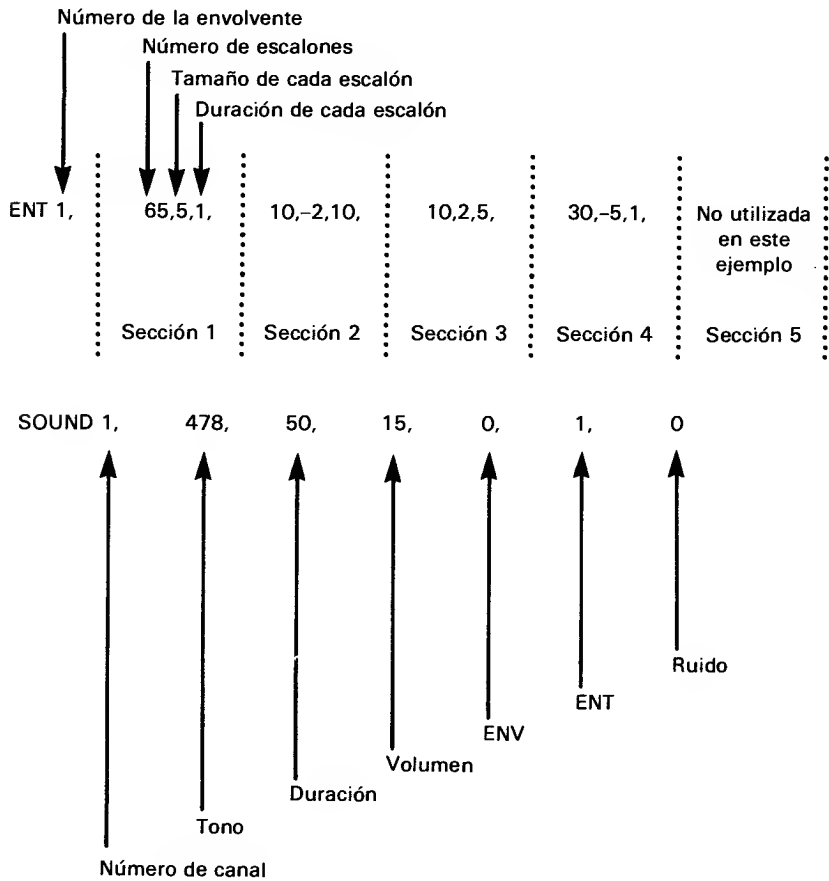 Número de la envolvente
Número de escalones
Tamaño de cada escalón
Duración de cada escalón
ENT 1, 65,5,1, 10,–2,10, 10,2,5, 30,–5,1, No utilizada
en este
ejemplo
Sección 1 Sección 2 Sección 3 Sección 4 Sección 5
SOUND 1, 478, 50, 15, 0, 1, 0
Ruido
ENT
ENV
Volumen
Duración
Tono
Número de canal